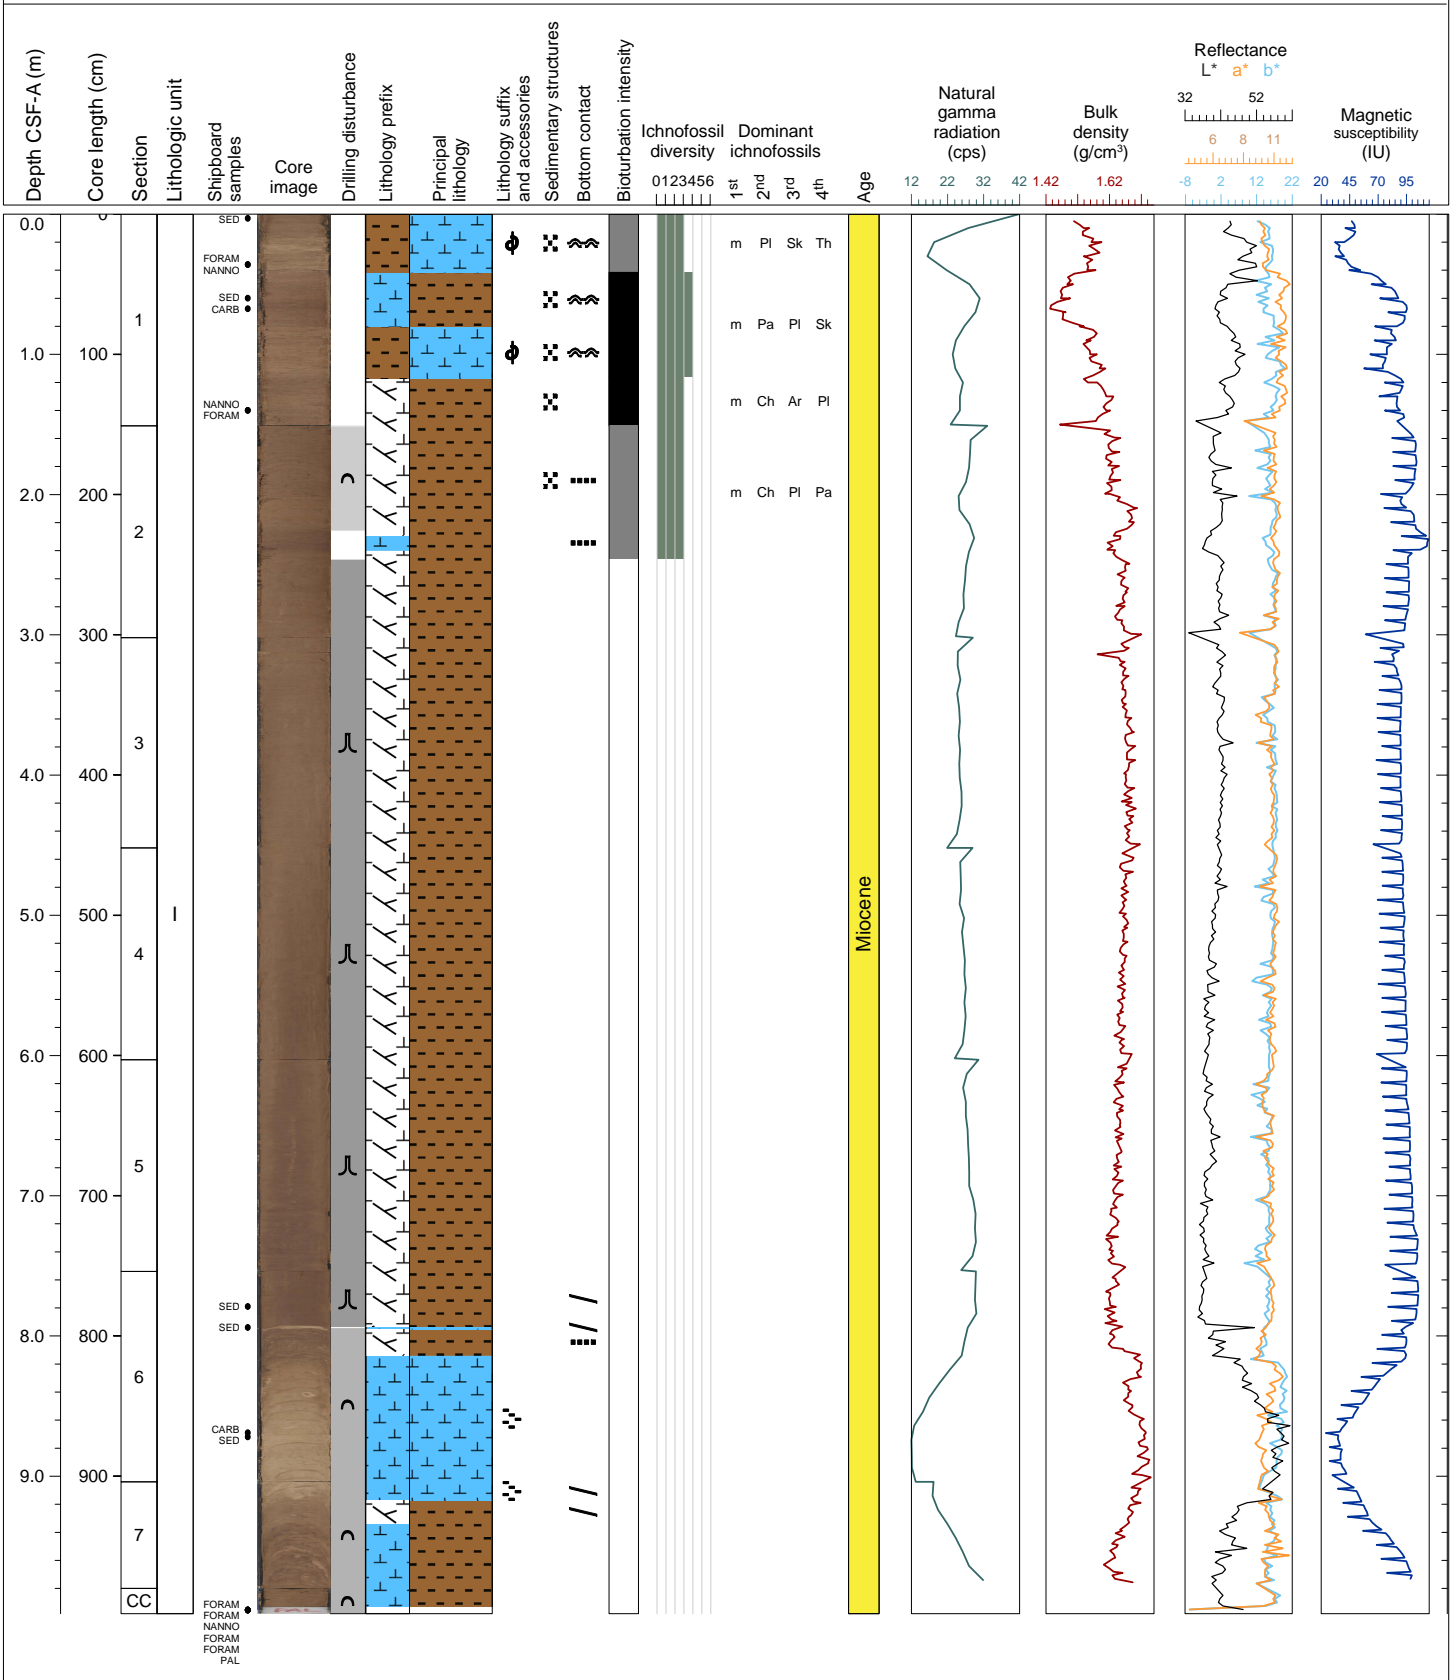 Depth CSF-A (m)
Core length (cm)
Section
Lithologic unit
Shipboard
samples
Core
image
Drilling disturbance
Lithology prefix
Principal
lithology
Lithology suffix
and accessories
Sedimentary structures
Bottom contact
Bioturbation intensity
Ichnofossil
diversity
0123456
Dominant
ichnofossils
1st 2nd 3rd 4th
Age
Natural
gamma
radiation
(cps)
12 22 32 42
Bulk
density
(g/cm³)
1.42 1.62
Reflectance
L* a* b*
32 52
6 8 11
-8 2 12 22
Magnetic
susceptibility
(IU)
20 45 70 95
0.0 0
SED
m Pl Sk Th
FORAM
NANNO
SED
CARB
1
m Pa Pl Sk
1.0 100
NANNO
FORAM
m Ch Ar Pl
2.0 200
m Ch Pl Pa
2
3.0 300
3
4.0 400
Miocene
5.0 500
I
4
6.0 600
5
7.0 700
SED
SED
8.0 800
6
CARB
SED
9.0 900
7
CC
FORAM
FORAM
NANNO
FORAM
FORAM
PAL